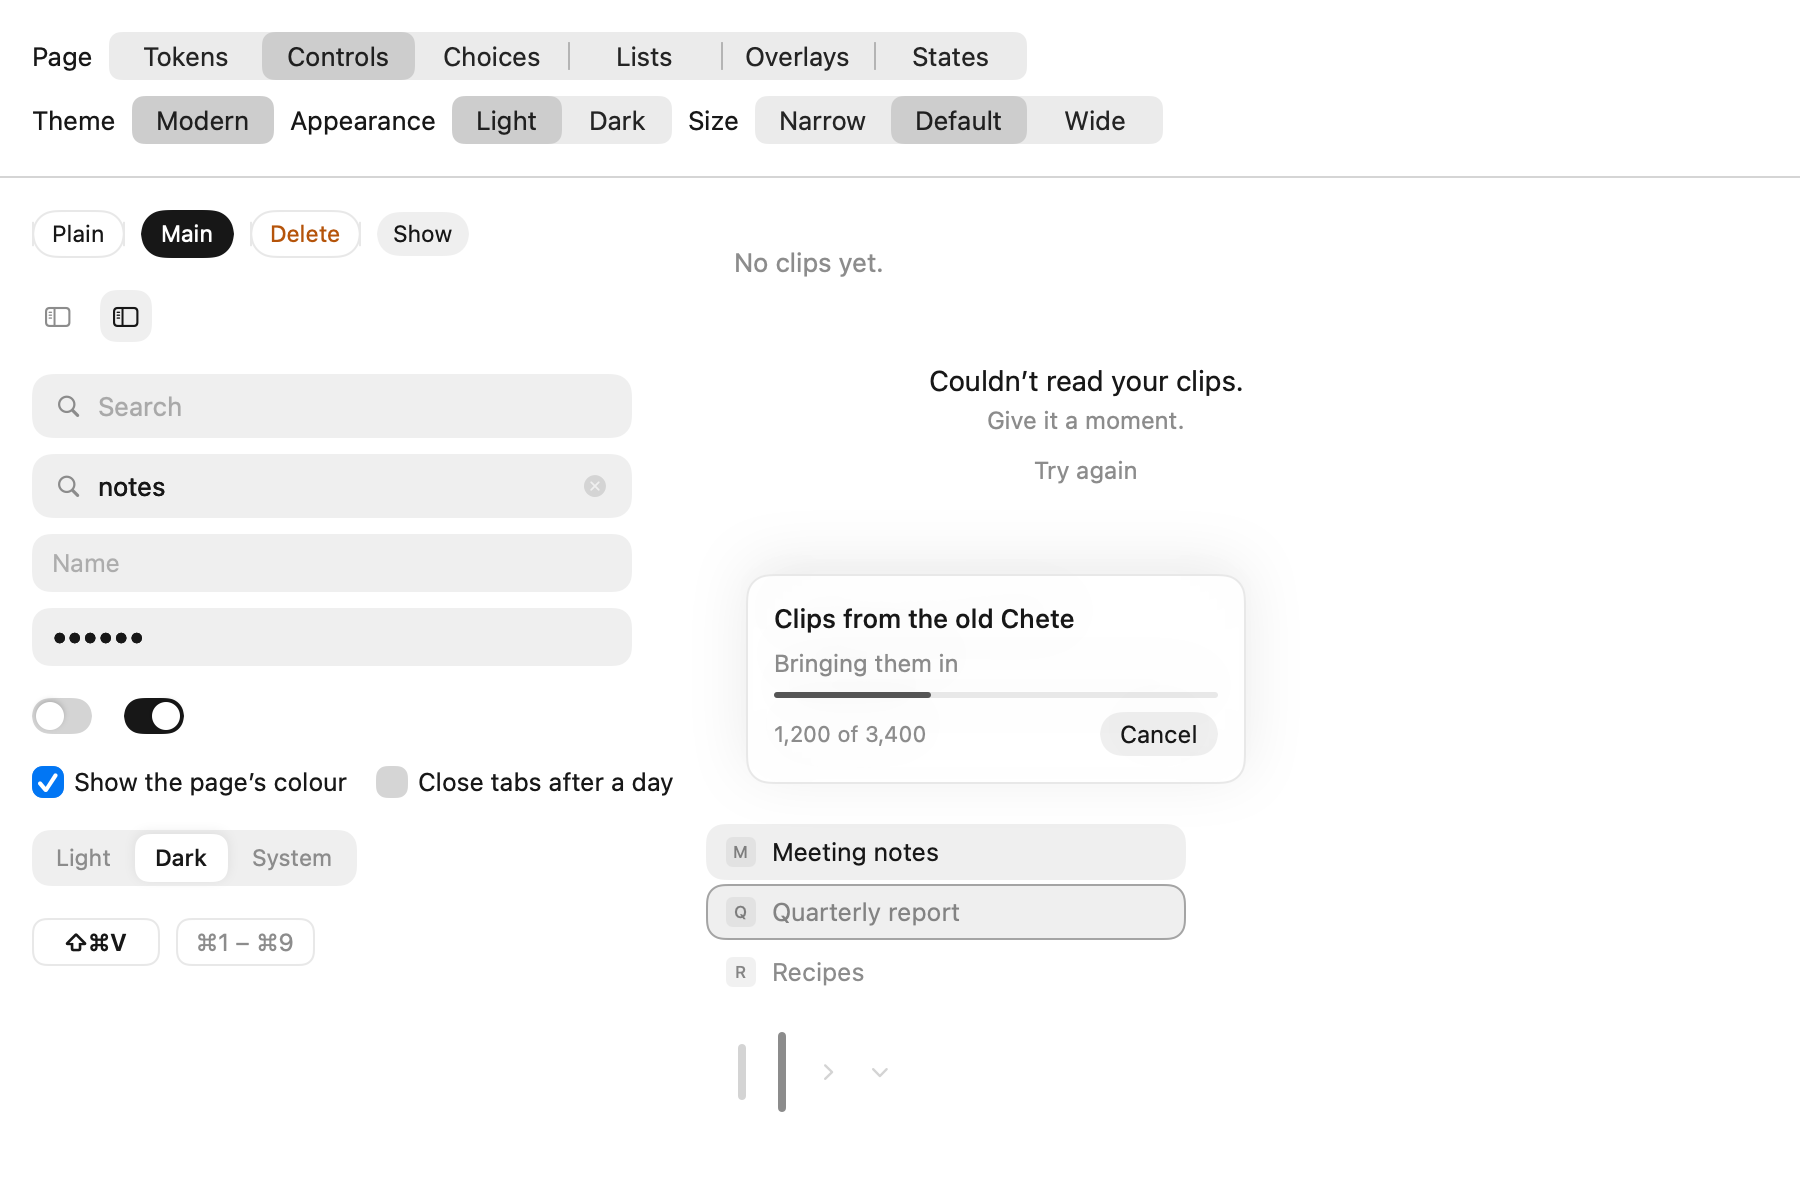 Page Tokens Controls Choices Lists Overlays States
Theme Modern Appearance Light Dark Size Narrow Default Wide
Plain Main Delete Show
Search
notes
Name
Show the page’s colour Close tabs after a day
Light Dark System
⇧⌘V ⌘1 – ⌘9
No clips yet.
Couldn’t read your clips.
Give it a moment.
Try again
Clips from the old Chete
Bringing them in
1,200 of 3,400 Cancel
M Meeting notes
Q Quarterly report
R Recipes